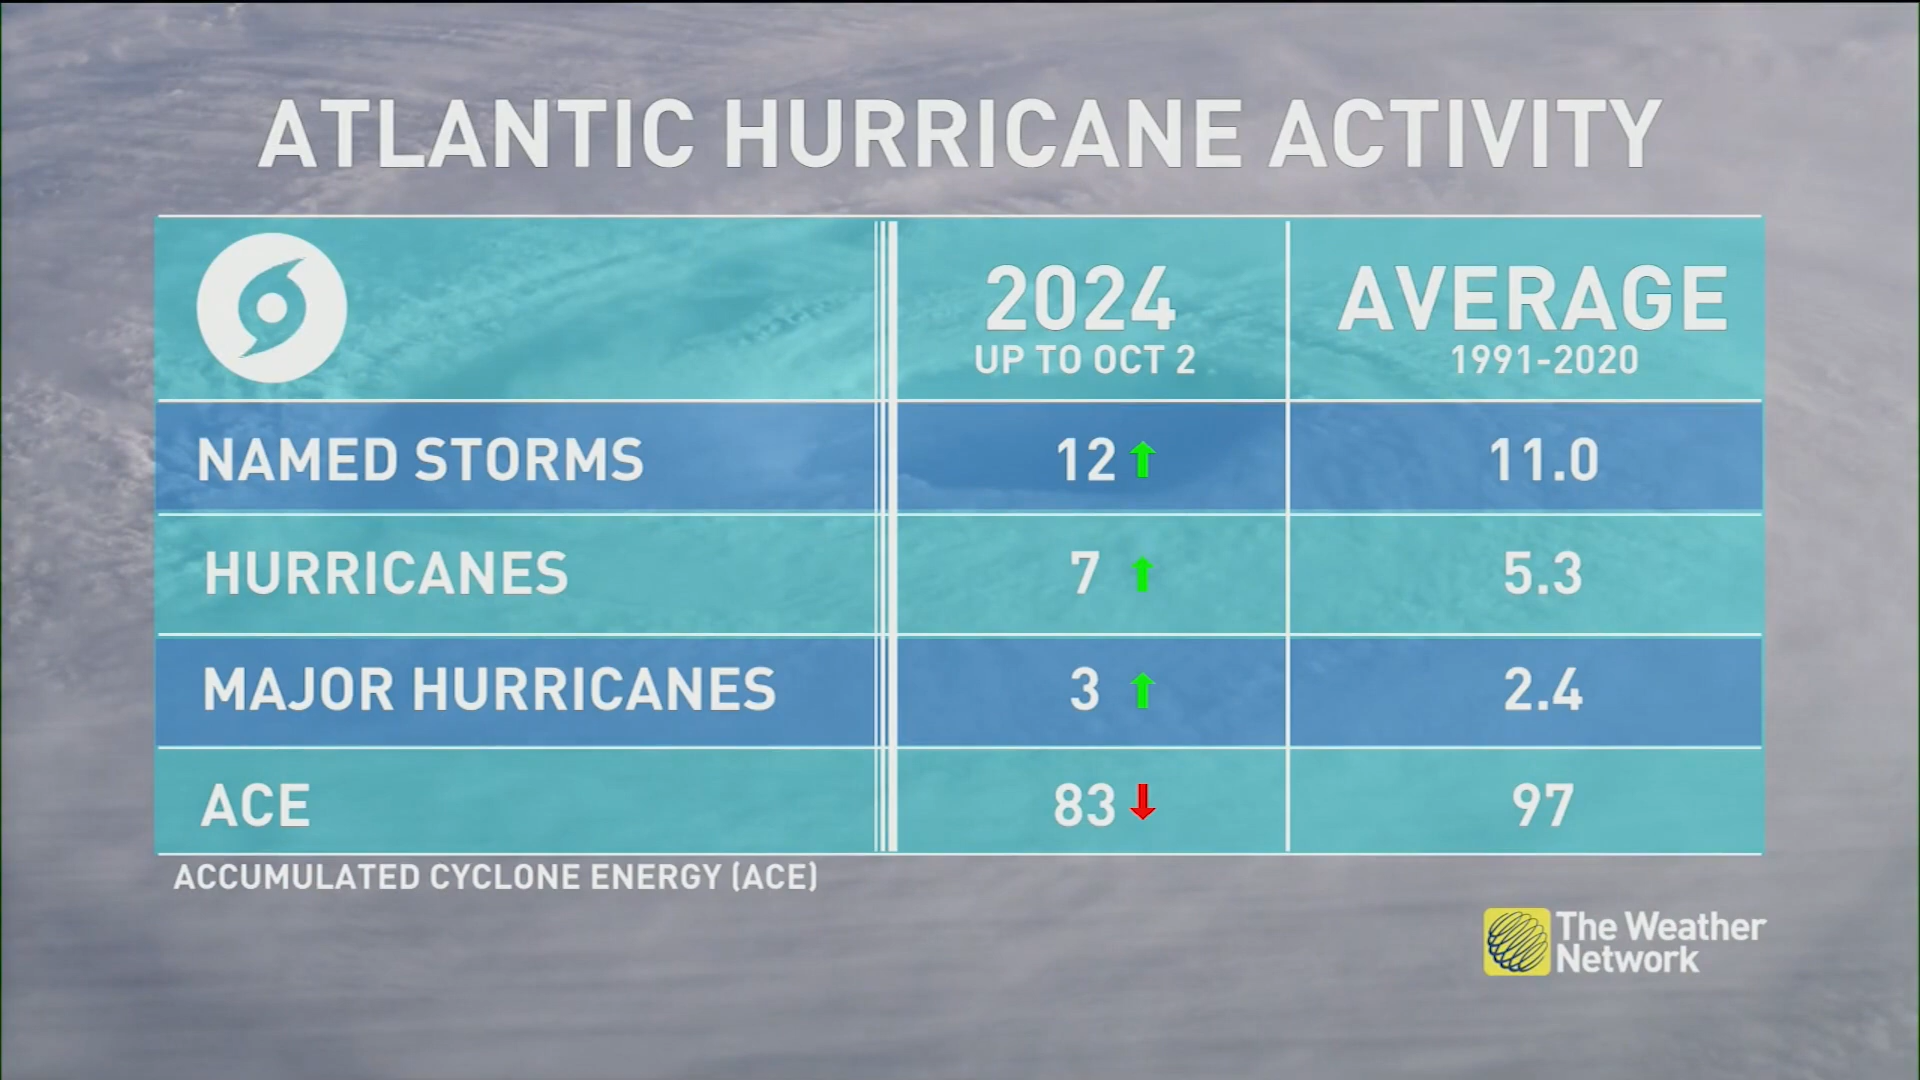 ATLANTIC HURRICANE ACTIVITY
2024 AVERAGE
UP TO OCT 2 1991-2020
NAMED STORMS 12 11.0
HURRICANES 7 5.3
MAJOR HURRICANES 3 2.4
ACE 83 97
ACCUMULATED CYCLONE ENERGY (ACE)
The Weather
Network